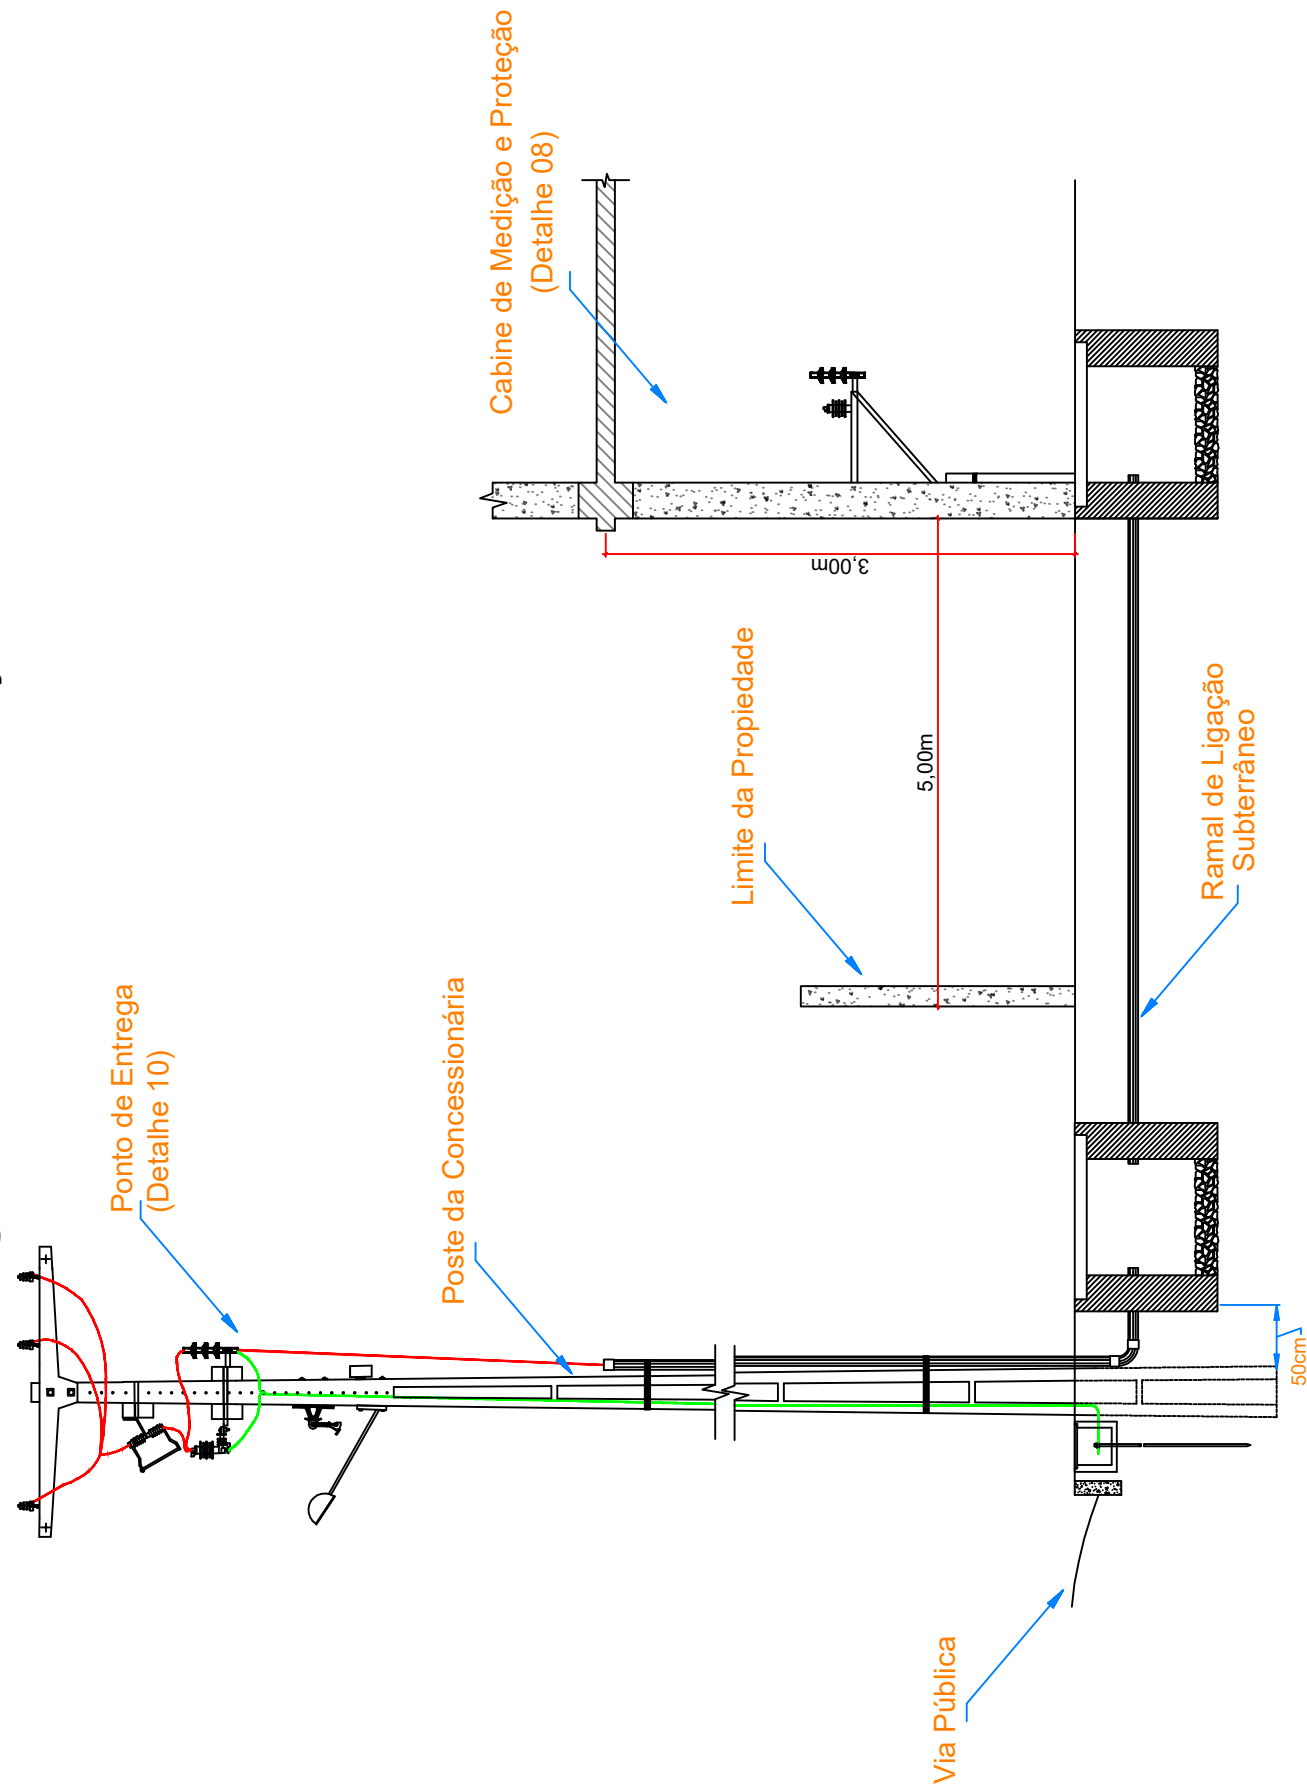 Cabine de Medição e Proteção
(Detalhe 08)
Ponto de Entrega
(Detalhe 10)
Poste da Concessionária
Limite da Propiedade
3,00m
5,00m
Ramal de Ligação
Subterrâneo
Via Pública
50cm